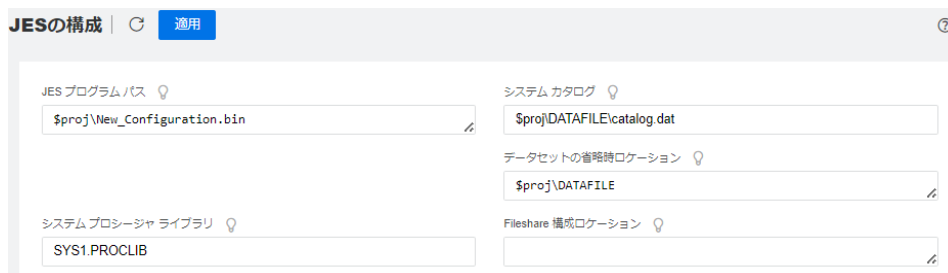 JESの構成
適用
JES プログラム パス
$proj\New_Configuration.bin
システム カタログ
$proj\DATAFILE\catalog.dat
データセットの省略時ロケーション
$proj\DATAFILE
システム プロシージャ ライブラリ
SYS1.PROCLIB
Fileshare 構成ロケーション